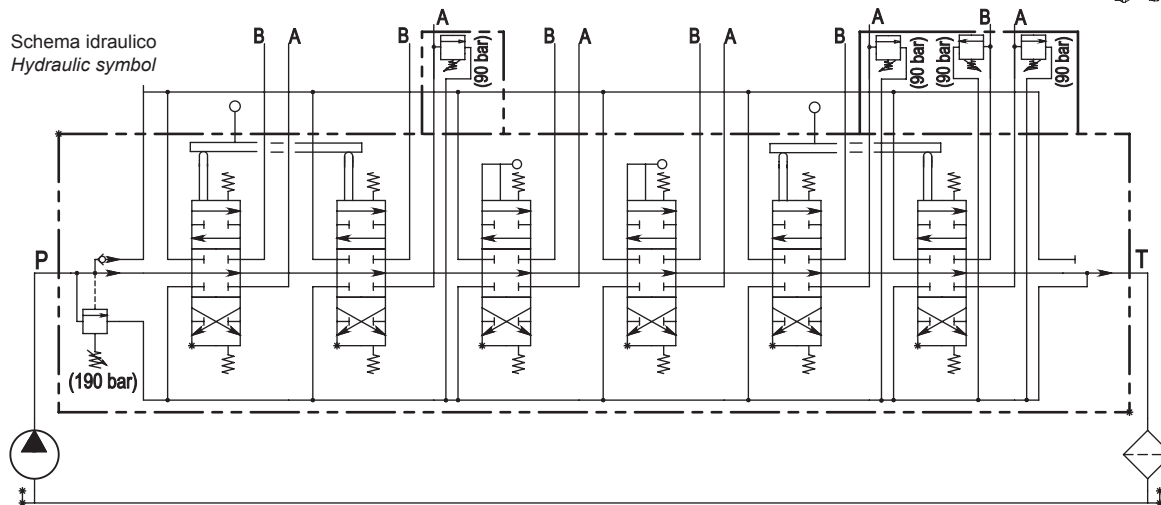 Schema idraulico
Hydraulic symbol
B A B A B A B A B A B A
(90 bar) (90 bar) (90 bar) (90 bar)
P T
(190 bar)